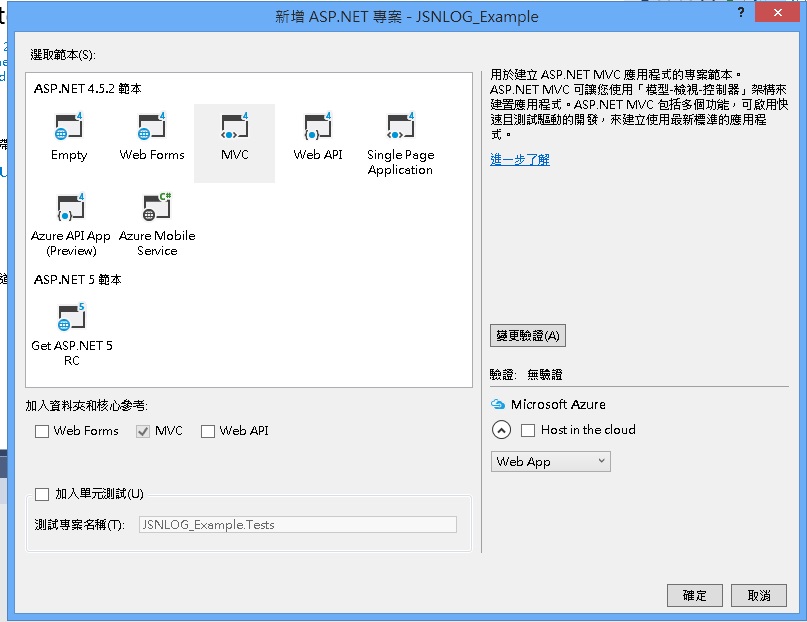 新增 ASP.NET 專案 - JSNLOG_Example
?
選取範本(S):
ASP.NET 4.5.2 範本
Empty
Web Forms
MVC
Web API
Single Page
Application
Azure API App
(Preview)
Azure Mobile
Service
ASP.NET 5 範本
Get ASP.NET 5
RC
加入資料夾和核心參考:
Web Forms
MVC
Web API
加入單元測試(U)
測試專案名稱(T):
JSNLOG_Example.Tests
用於建立 ASP.NET MVC 應用程式的專案範本。
ASP.NET MVC 可讓您使用「模型-檢視-控制器」架構來
建置應用程式。ASP.NET MVC 包括多個功能，可啟用快
速且測試驅動的開發，來建立使用最新標準的應用程
式。
進一步了解
變更驗證(A)
驗證: 無驗證
Microsoft Azure
Host in the cloud
Web App
確定
取消